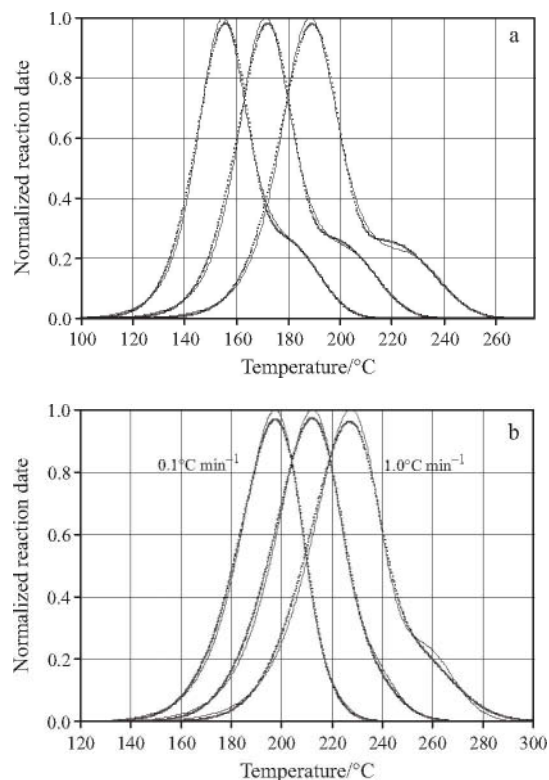 a
Normalized reaction date
1.0
0.8
0.6
0.4
0.2
0.0
100 120 140 160 180 200 220 240 260
Temperature/°C
b
Normalized reaction date
1.0
0.8
0.6
0.4
0.2
0.0
0.1°C min⁻¹ 1.0°C min⁻¹
120 140 160 180 200 220 240 260 280 300
Temperature/°C